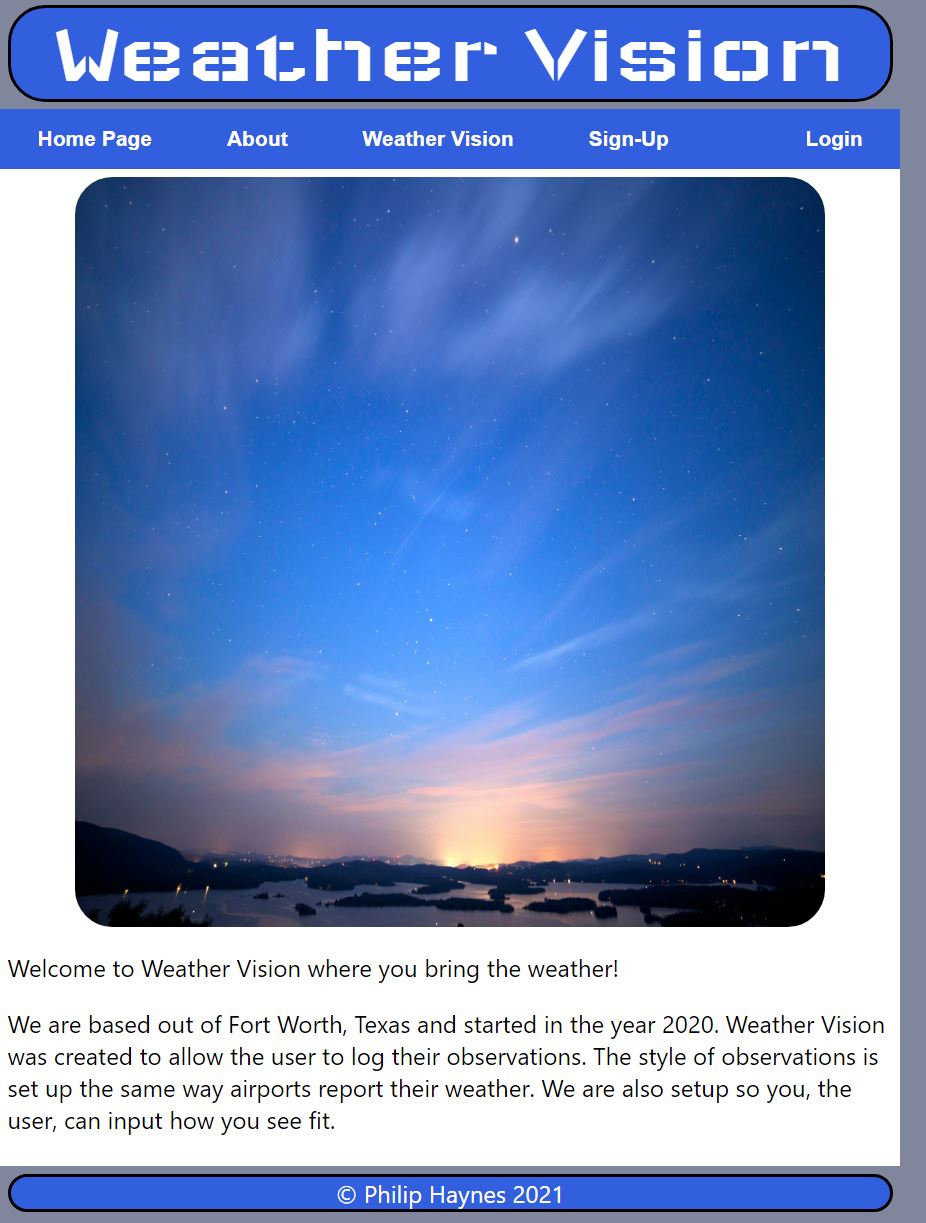 Weather Vision
Home Page About Weather Vision Sign-Up Login
Welcome to Weather Vision where you bring the weather!
We are based out of Fort Worth, Texas and started in the year 2020. Weather Vision
was created to allow the user to log their observations. The style of observations is
set up the same way airports report their weather. We are also setup so you, the
user, can input how you see fit.
© Philip Haynes 2021